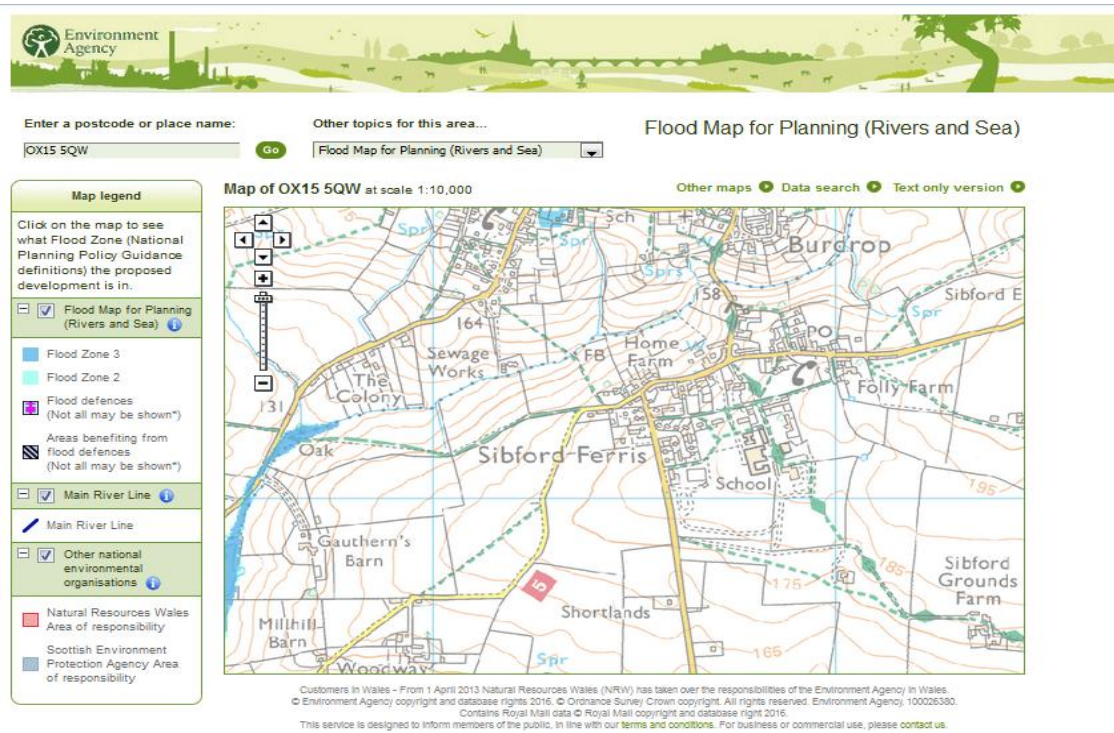 Environment
Agency
Enter a postcode or place name:
Other topics for this area...
Flood Map for Planning (Rivers and Sea)
OX15 5QW
Go
Flood Map for Planning (Rivers and Sea)
Map legend
Map of OX15 5QW at scale 1:10,000
Other maps
Data search
Text only version
Click on the map to see
what Flood Zone (National
Planning Policy Guidance
definitions) the proposed
development is in.
Flood Map for Planning
(Rivers and Sea)
Flood Zone 3
Flood Zone 2
Flood defences
(Not all may be shown*)
Areas benefiting from
flood defences
(Not all may be shown*)
Main River Line
Main River Line
Other national
environmental
organisations
Natural Resources Wales
Area of responsibility
Scottish Environment
Protection Agency Area
of responsibility
Spr
Spr
Sch
Burdrop
Sprs
158
Sibford E
Spr
164
Sewage
Works
FB
Home
Farm
W
PO
The
Colony
131
Folly Farm
Oak
Sibford Ferris
School
195
Gauthern's
Barn
185
Sibford
Grounds
Farm
175
5
Shortlands
Millhill
Barn
165
Woodway
Spr
Customers in Wales - From 1 April 2013 Natural Resources Wales (NRW) has taken over the responsibilities of the Environment Agency in Wales.
© Environment Agency copyright and database rights 2016. © Ordnance Survey Crown copyright. All rights reserved. Environment Agency, 100026380.
Contains Royal Mail data © Royal Mail copyright and database right 2016.
This service is designed to inform members of the public, in line with our terms and conditions. For business or commercial use, please contact us.